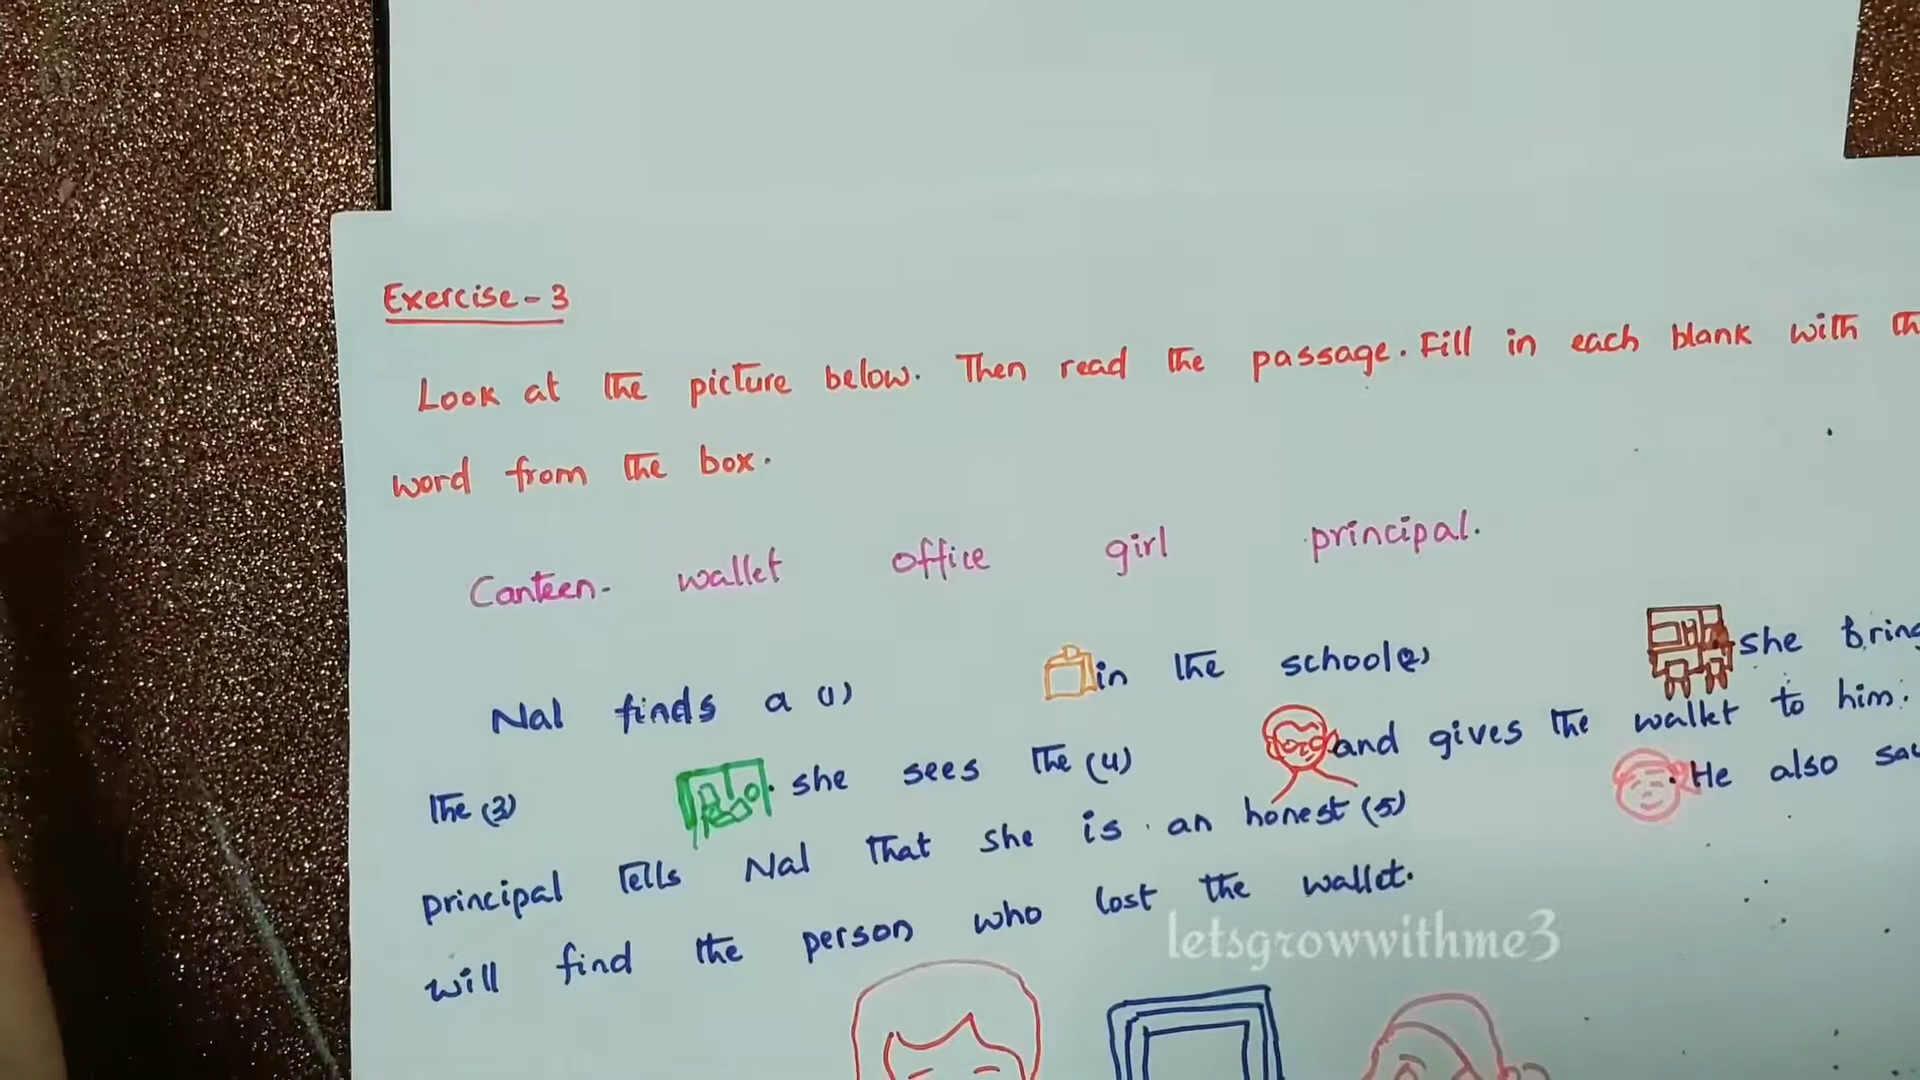 Exercise-3
Look at the picture below. Then read the passage. Fill in each blank with
word from the box.
Canteen- wallet office girl principal.
Nal finds a (1) in the school(2) she
the (3) . she sees the (4) and gives the wallet to him.
principal tells Nal that she is an honest (5) . He also
will find the person who lost the wallet.
letsgrowwithme3